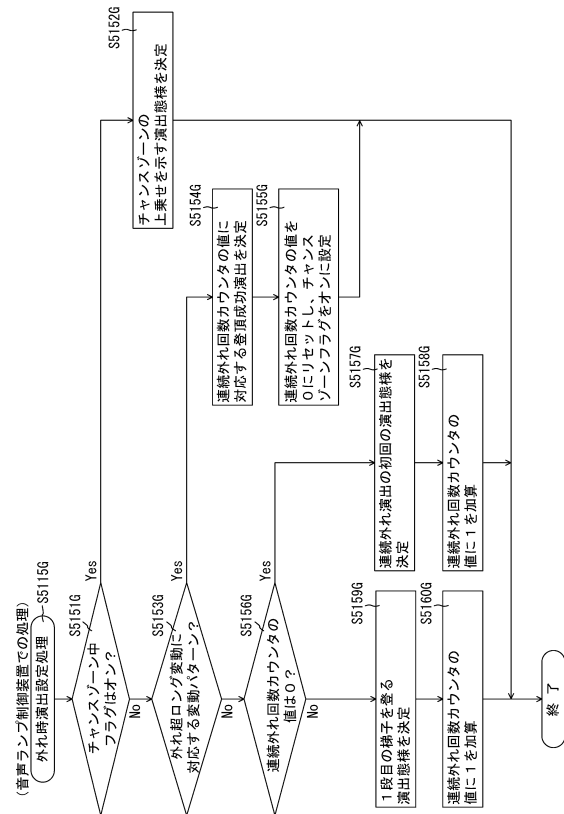 (音声ランプ制御装置での処理)
外れ時演出設定処理
S5115G
チャンスゾーン中
フラグはオン?
S5151G
Yes
No
チャンスゾーンの
上乗せを示す演出態様を決定
S5152G
外れ超ロング変動に
対応する変動パターン?
S5153G
Yes
No
連続外れ回数カウンタの値に
対応する登頂成功演出を決定
S5154G
連続外れ回数カウンタの値を
0にリセットし、チャンス
ゾーンフラグをオンに設定
S5155G
連続外れ回数カウンタの
値は0?
S5156G
Yes
No
連続外れ演出の初回の演出態様を
決定
S5157G
連続外れ回数カウンタの
値に1を加算
S5158G
1段目の梯子を登る
演出態様を決定
S5159G
連続外れ回数カウンタの
値に1を加算
S5160G
終了